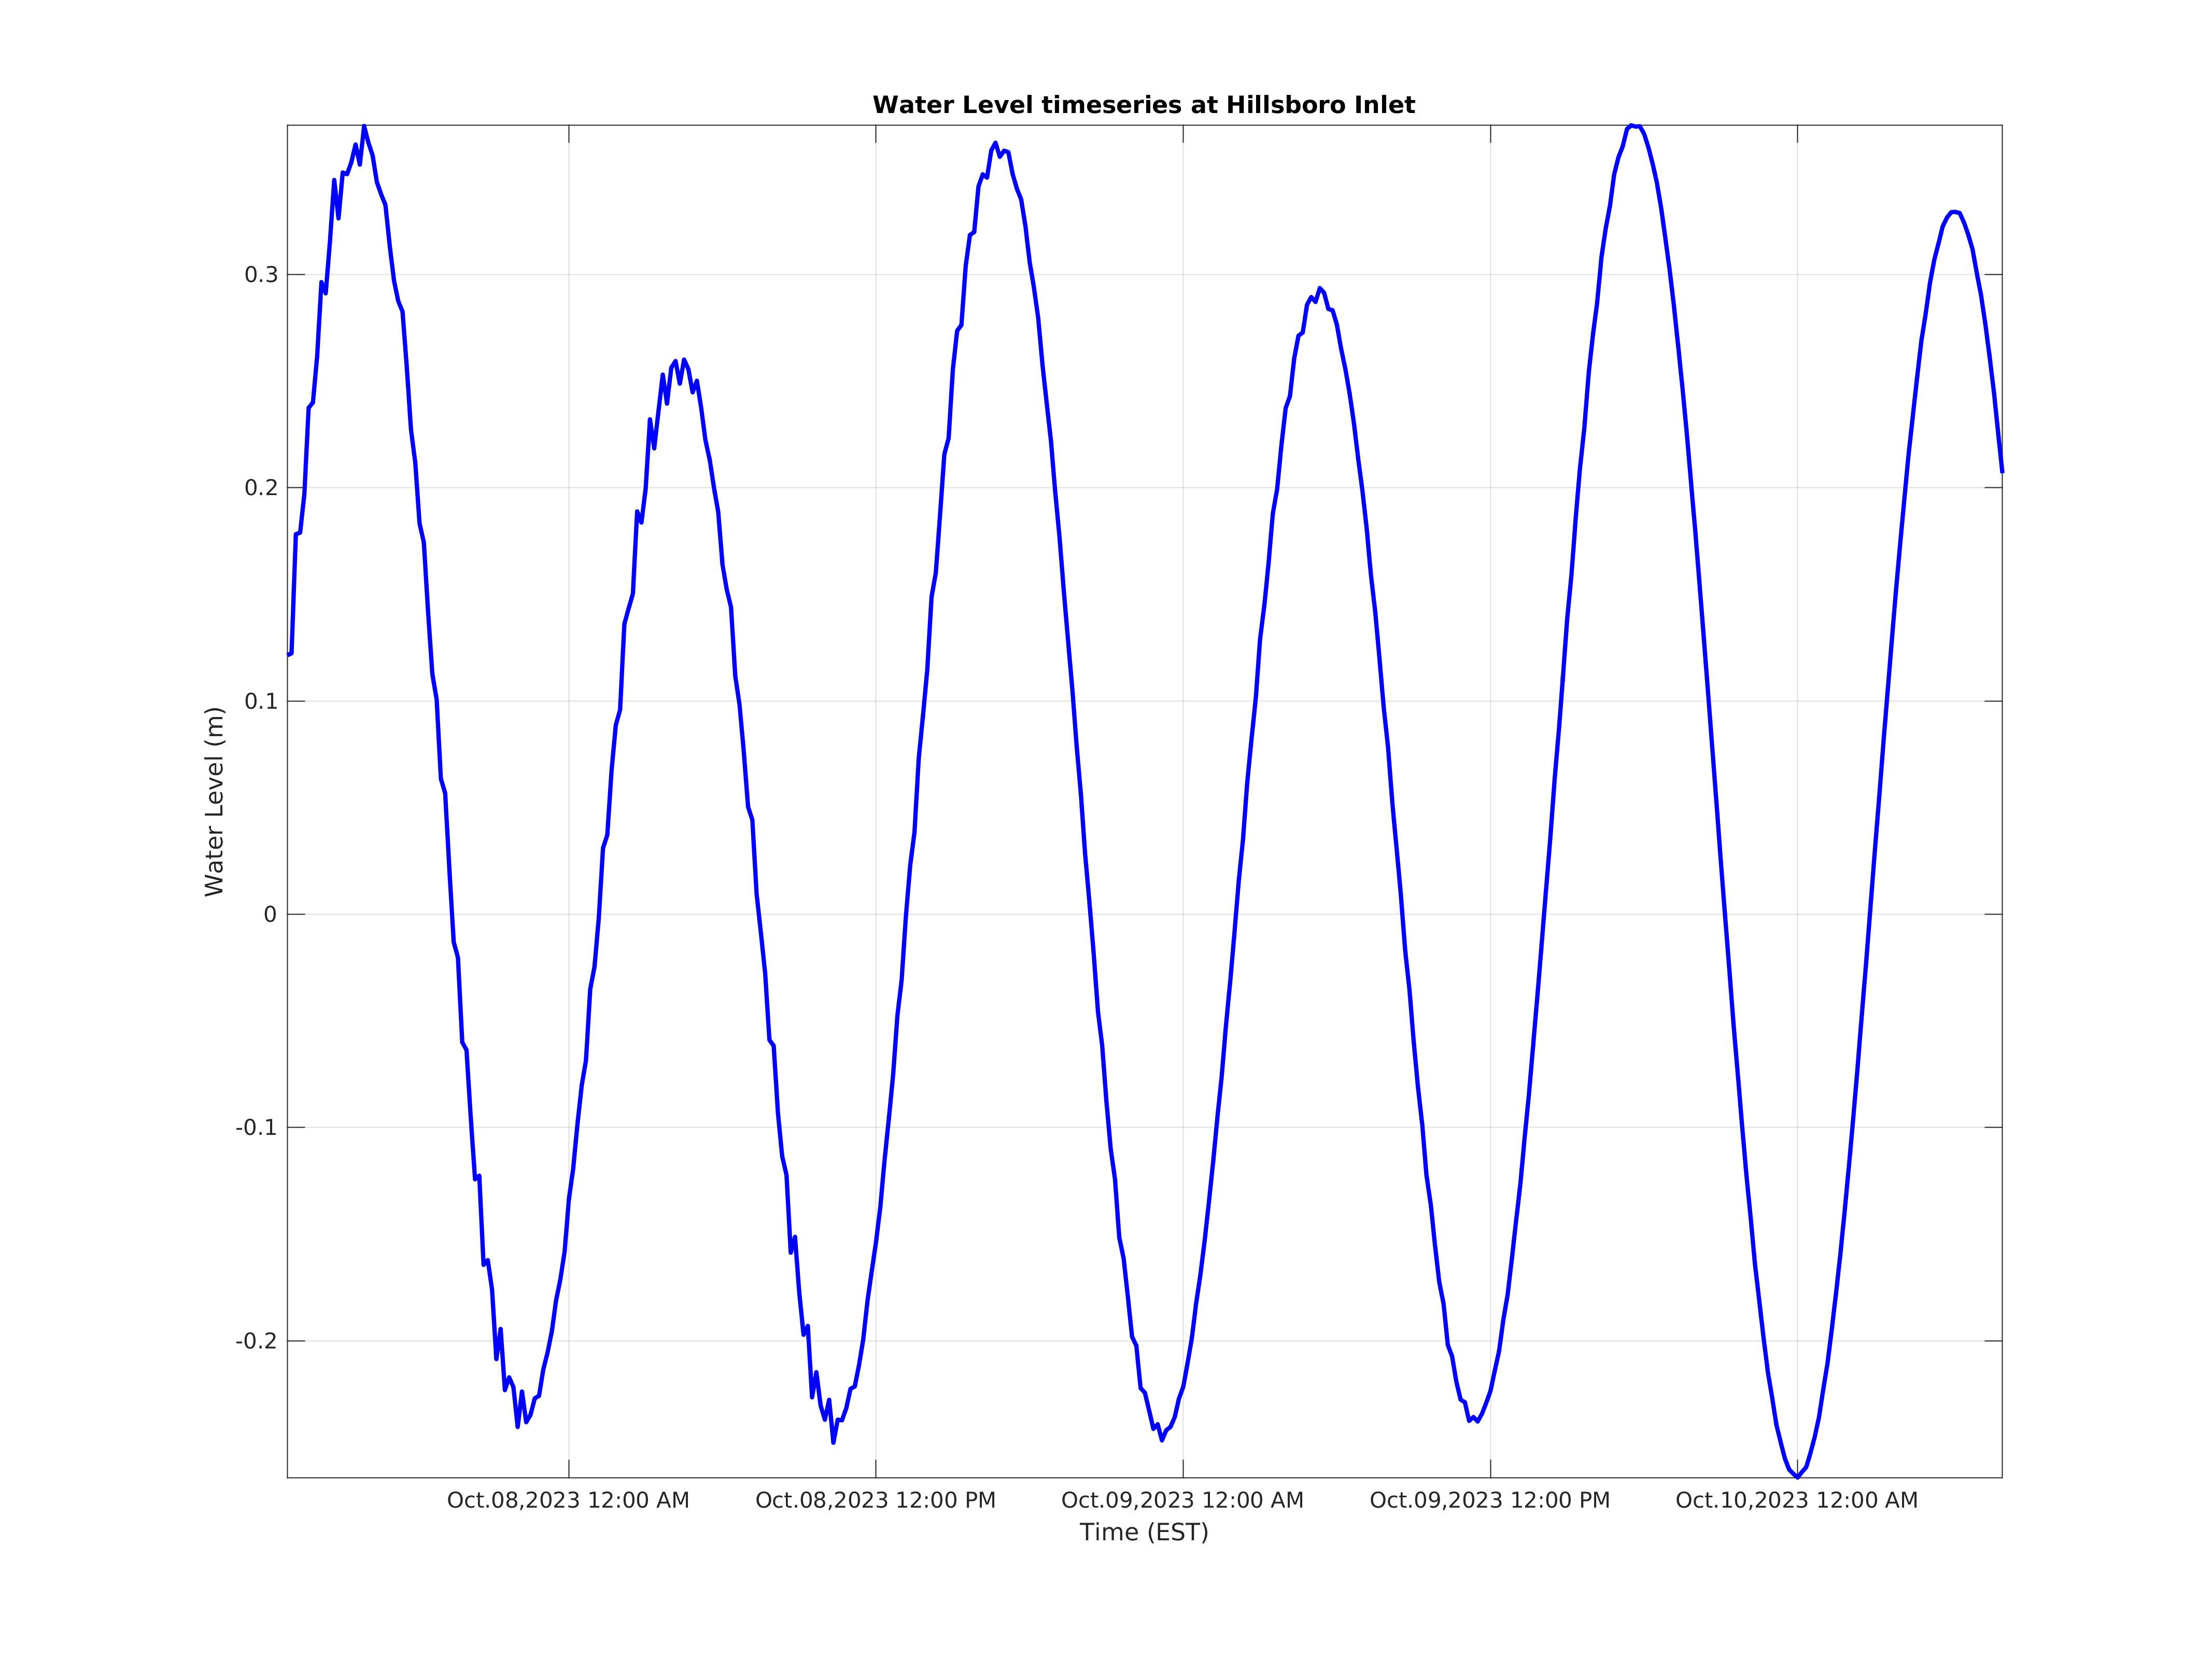 Water Level timeseries at Hillsboro Inlet
0.3
0.2
0.1
0
-0.1
-0.2
Water Level (m)
Oct.08,2023 12:00 AM
Oct.08,2023 12:00 PM
Oct.09,2023 12:00 AM
Oct.09,2023 12:00 PM
Oct.10,2023 12:00 AM
Time (EST)